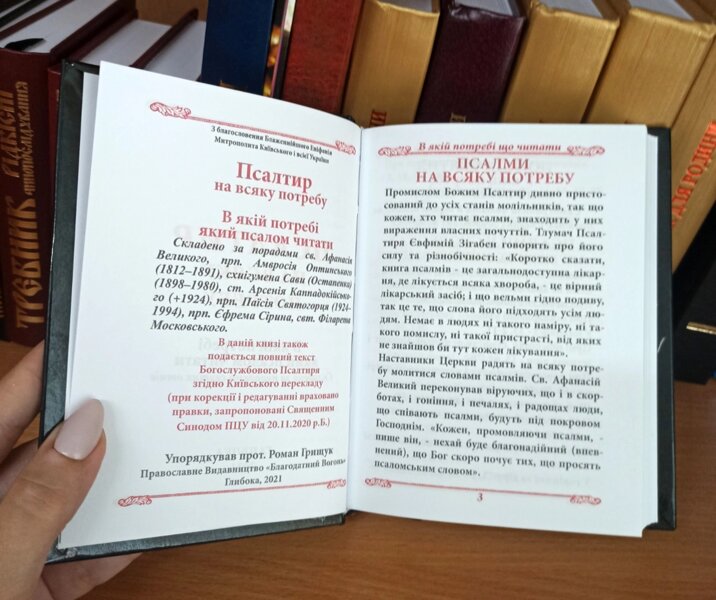 З благословення Блаженнійшого Епіфанія
Митрополита Київського і всієї України
Псалтир
на всяку потребу
В якій потребі
який псалом читати
Складено за порадами св. Афанасія
Великого, прп. Амвросія Оптинського
(1812–1891), схіігумена Сави (Остапенка)
(1898–1980), ст. Арсенія Каппадокійсько-
го (+1924), прп. Паїсія Святогорця (1924-
1994), прп. Єфрема Сірина, свт. Філарета
Московського.
В даній книзі також
подається повний текст
Богослужбового Псалтиря
згідно Київського перекладу
(при корекції і редагуванні враховано
правки, запропоновані Священним
Синодом ПЦУ від 20.11.2020 р.Б.)
Упорядкував прот. Роман Грищук
Православне Видавництво «Благодатний Вогонь»
Глибока, 2021
В якій потребі що читати
ПСАЛМИ
НА ВСЯКУ ПОТРЕБУ
Промислом Божим Псалтир дивно присто-
сований до усіх станів молільників, так що
кожен, хто читає псалми, знаходить у них
вираження власних почуттів. Тлумач Псал-
тиря Євфимій Зігабен говорить про його
силу та різнобічності: «Коротко сказати,
книга псалмів - це загальнодоступна лікар-
ня, де лікується всяка хвороба, - це вірний
лікарський засіб; і що вельми гідно подиву,
так це те, що слова його підходять усім лю-
дям. Немає в людях ні такого наміру, ні та-
кого помислу, ні такої пристрасті, від яких
не знайшов би тут кожен лікування».
Наставники Церкви радять на всяку потре-
бу молитися словами псалмів. Св. Афанасій
Великий переконував віруючих, що і в скор-
ботах, і гоніння, і печалях, і радощах люди,
що співають псалми, будуть під покровом
Господнім. «Кожен, промовляючи псалми, -
пише він, - нехай буде благонадійний (впев-
нений), що Бог скоро почує тих, що просять
псаломським словом».
3
ТРЕБНИК